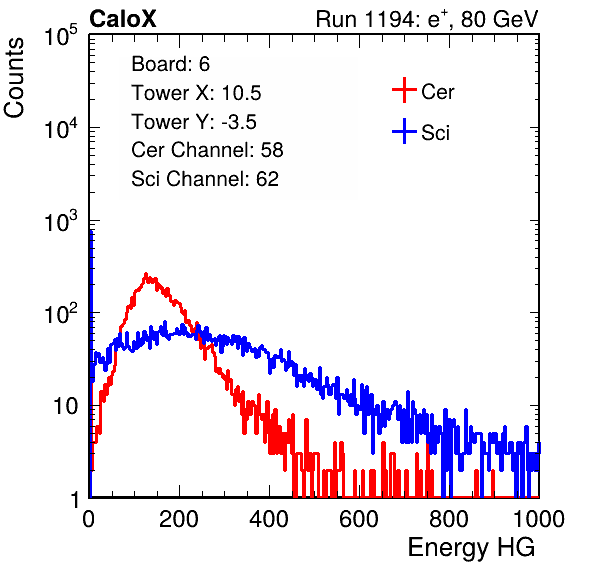 CaloX Run 1194: e⁺, 80 GeV
Counts
10⁵
10⁴
10³
10²
10
1
Board: 6
Tower X: 10.5
Tower Y: -3.5
Cer Channel: 58
Sci Channel: 62
Cer
Sci
0 200 400 600 800 1000
Energy HG